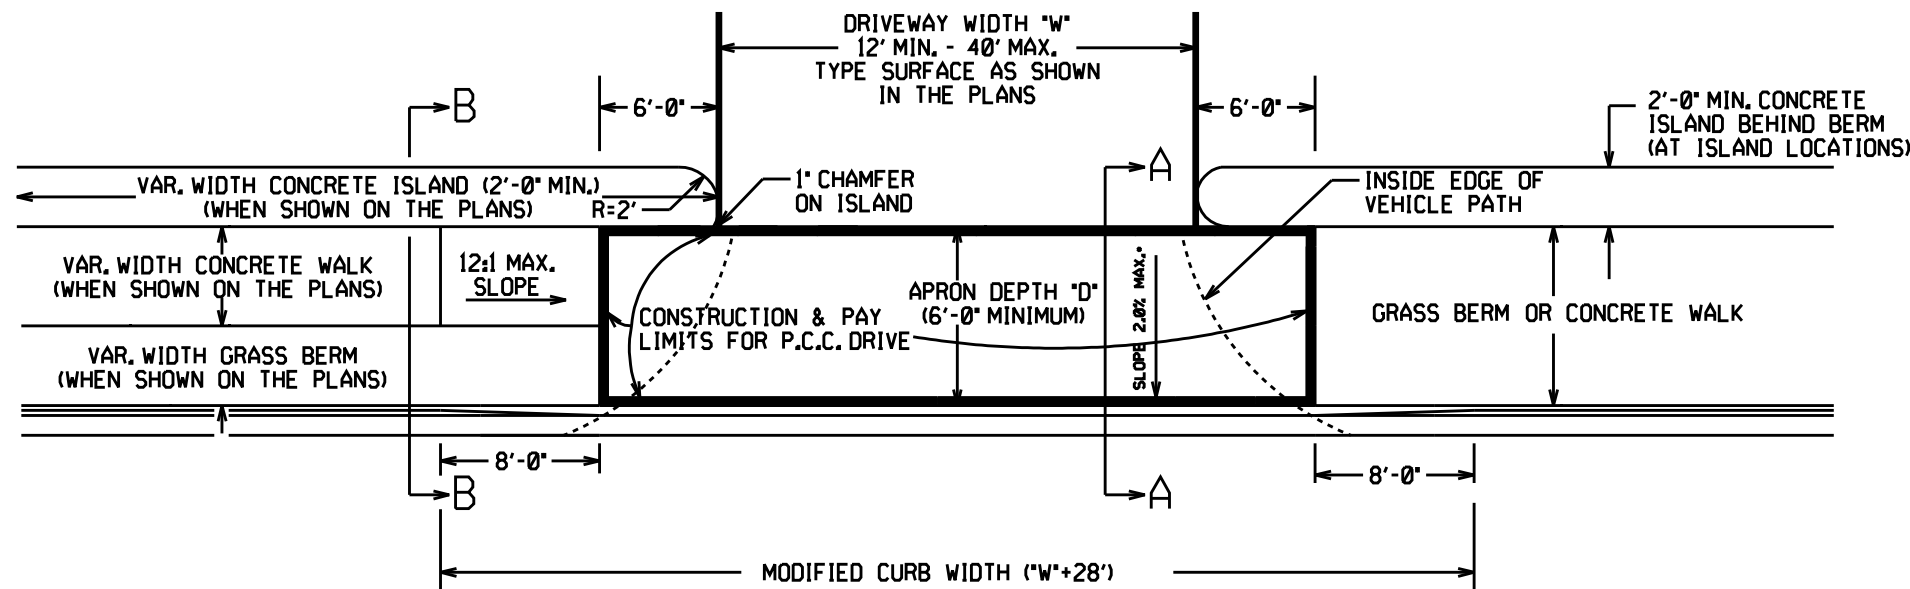 DRIVEWAY WIDTH "W"
12' MIN. - 40' MAX.
TYPE SURFACE AS SHOWN
IN THE PLANS
B
6'-0"
6'-0"
2'-0" MIN. CONCRETE
ISLAND BEHIND BERM
(AT ISLAND LOCATIONS)
A
VAR. WIDTH CONCRETE ISLAND (2'-0" MIN.)
(WHEN SHOWN ON THE PLANS)
R=2'
1" CHAMFER
ON ISLAND
INSIDE EDGE OF
VEHICLE PATH
VAR. WIDTH CONCRETE WALK
(WHEN SHOWN ON THE PLANS)
12:1 MAX.
SLOPE
CONSTRUCTION & PAY
LIMITS FOR P.C.C. DRIVE
APRON DEPTH "D"
(6'-0" MINIMUM)
SLOPE 2.0% MAX.
GRASS BERM OR CONCRETE WALK
VAR. WIDTH GRASS BERM
(WHEN SHOWN ON THE PLANS)
8'-0"
8'-0"
B
A
MODIFIED CURB WIDTH ("W"+28')